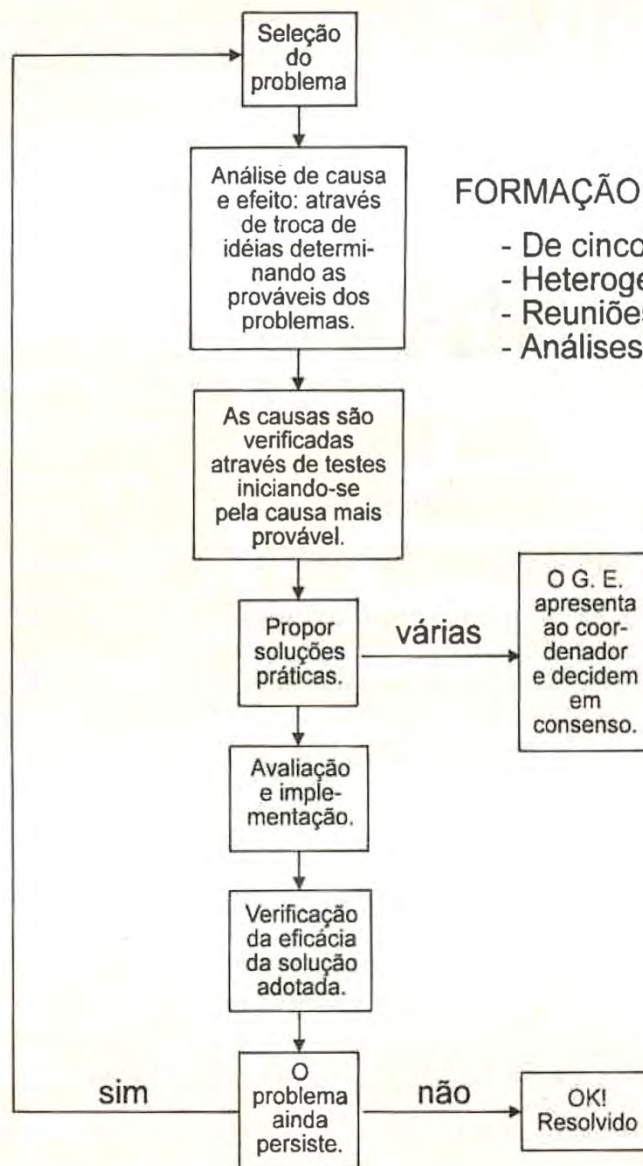 Seleção
do
problema
Análise de causa
e efeito: através
de troca de
idéias determi-
nando as
prováveis dos
problemas.
FORMAÇÃO
- De cinco
- Heterogê
- Reuniões
- Análises
As causas são
verificadas
através de testes
iniciando-se
pela causa mais
provável.
Propor
soluções
práticas.
várias
O G. E.
apresenta
ao coor-
denador
e decidem
em
consenso.
Avaliação
e imple-
mentação.
Verificação
da eficácia
da solução
adotada.
sim
O
problema
ainda
persiste.
não
OK!
Resolvido